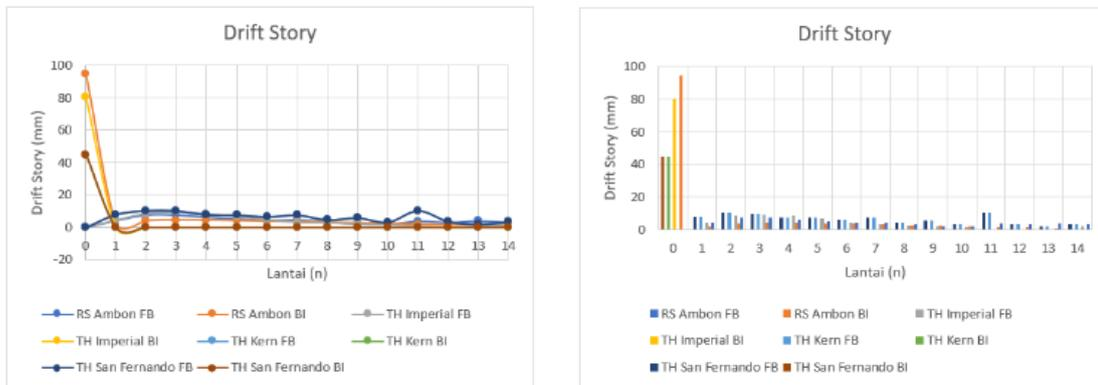 Drift Story
Drift Story (mm)
100
80
60
40
20
0
-20
0 1 2 3 4 5 6 7 8 9 10 11 12 13 14
Lantai (n)
RS Ambon FB RS Ambon BI TH Imperial FB
TH Imperial BI TH Kern FB TH Kern BI
TH San Fernando FB TH San Fernando BI
Drift Story
Drift Story (mm)
100
80
60
40
20
0
0 1 2 3 4 5 6 7 8 9 10 11 12 13 14
Lantai (n)
RS Ambon FB RS Ambon BI TH Imperial FB
TH Imperial BI TH Kern FB TH Kern BI
TH San Fernando FB TH San Fernando BI